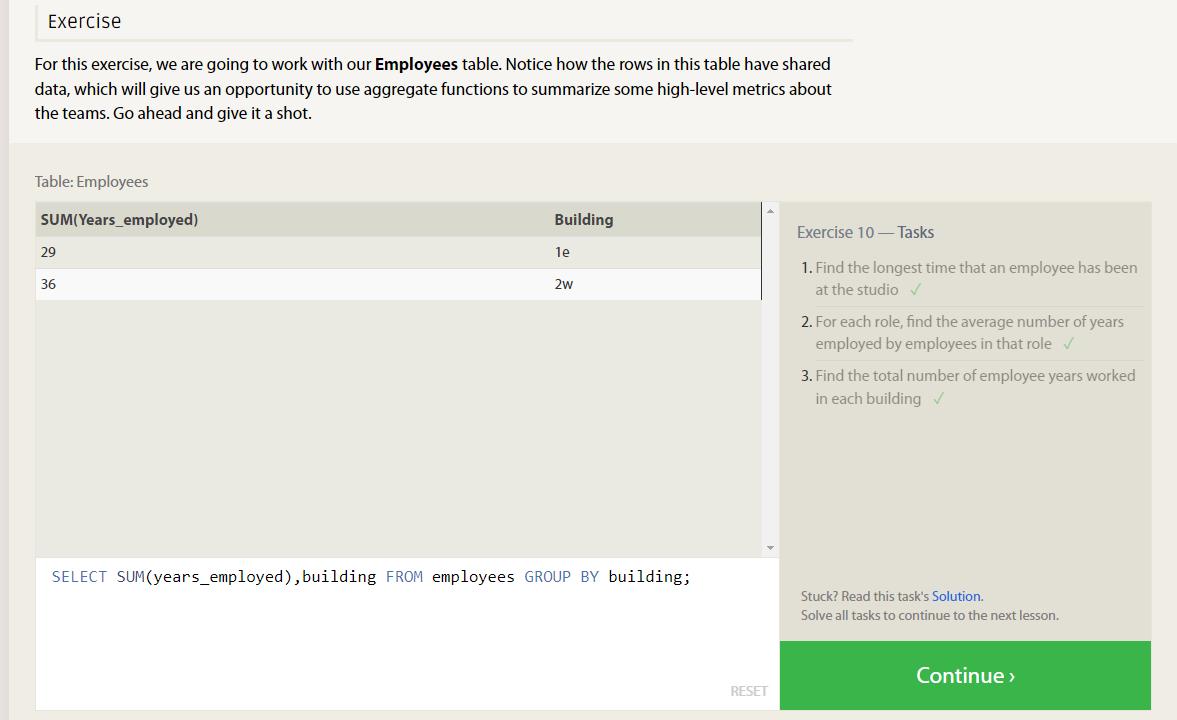 Exercise
For this exercise, we are going to work with our Employees table. Notice how the rows in this table have shared
data, which will give us an opportunity to use aggregate functions to summarize some high-level metrics about
the teams. Go ahead and give it a shot.
Table: Employees
SUM(Years_employed) Building
29 1e
36 2w
SELECT SUM(years_employed),building FROM employees GROUP BY building;
RESET
Exercise 10 — Tasks
1. Find the longest time that an employee has been
at the studio ✓
2. For each role, find the average number of years
employed by employees in that role ✓
3. Find the total number of employee years worked
in each building ✓
Stuck? Read this task's Solution.
Solve all tasks to continue to the next lesson.
Continue ›